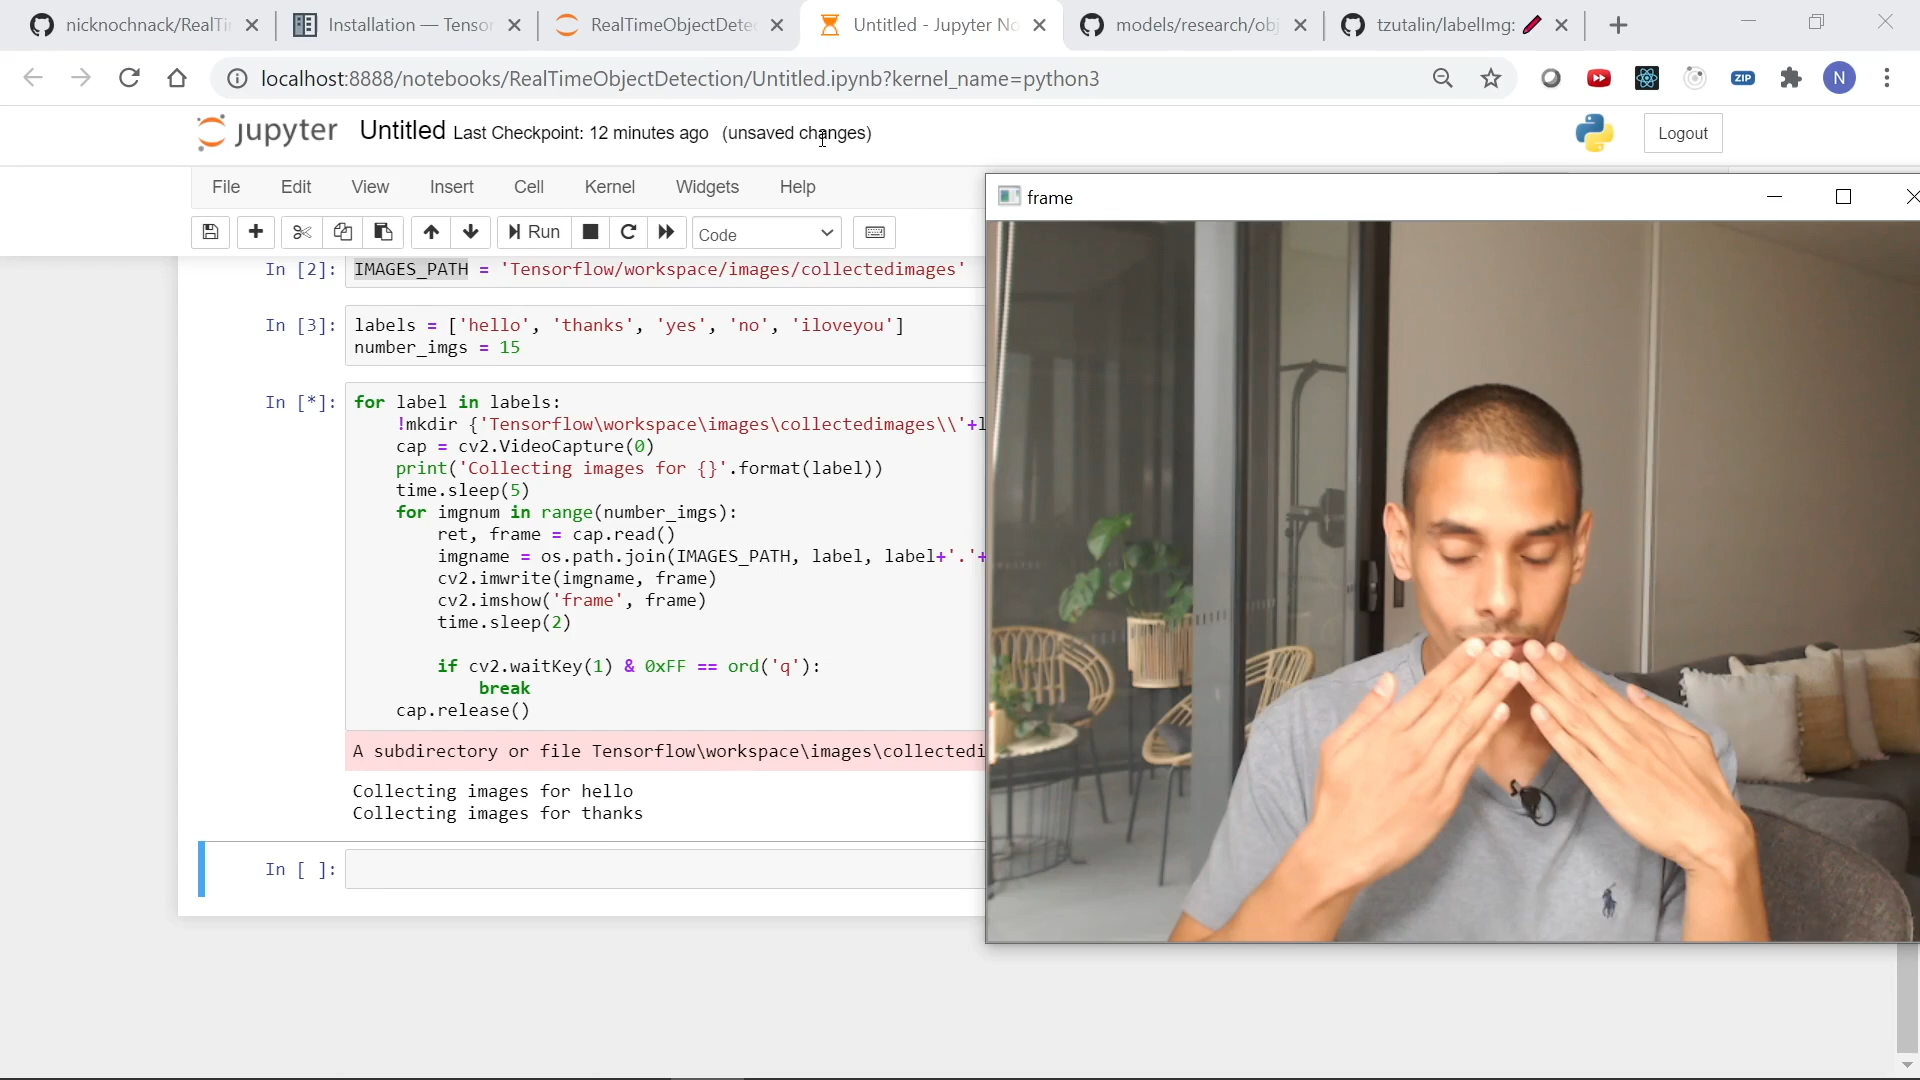 nicknochnack/RealTi
Installation — Tensor
RealTimeObjectDetec
Untitled - Jupyter No
models/research/obj
tzutalin/labelImg:
localhost:8888/notebooks/RealTimeObjectDetection/Untitled.ipynb?kernel_name=python3
ZIP
N
jupyter Untitled Last Checkpoint: 12 minutes ago (unsaved changes)
Logout
File Edit View Insert Cell Kernel Widgets Help
Run
Code
In [2]: IMAGES_PATH = 'Tensorflow/workspace/images/collectedimages'
In [3]: labels = ['hello', 'thanks', 'yes', 'no', 'iloveyou']
number_imgs = 15
In [*]: for label in labels:
!mkdir {'Tensorflow\workspace\images\collectedimages\\'+l
cap = cv2.VideoCapture(0)
print('Collecting images for {}'.format(label))
time.sleep(5)
for imgnum in range(number_imgs):
ret, frame = cap.read()
imgname = os.path.join(IMAGES_PATH, label, label+'.'+
cv2.imwrite(imgname, frame)
cv2.imshow('frame', frame)
time.sleep(2)
if cv2.waitKey(1) & 0xFF == ord('q'):
break
cap.release()
A subdirectory or file Tensorflow\workspace\images\collectedi
Collecting images for hello
Collecting images for thanks
In [ ]:
frame